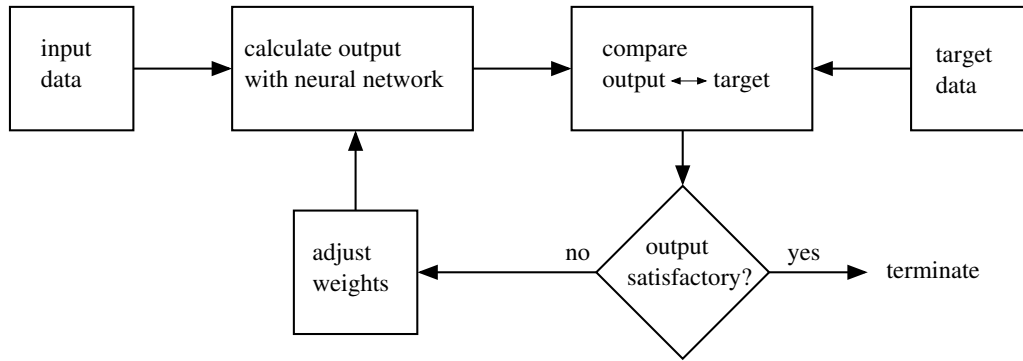 input
data
calculate output
with neural network
compare
output ↔ target
target
data
adjust
weights
no
output
satisfactory?
yes
terminate